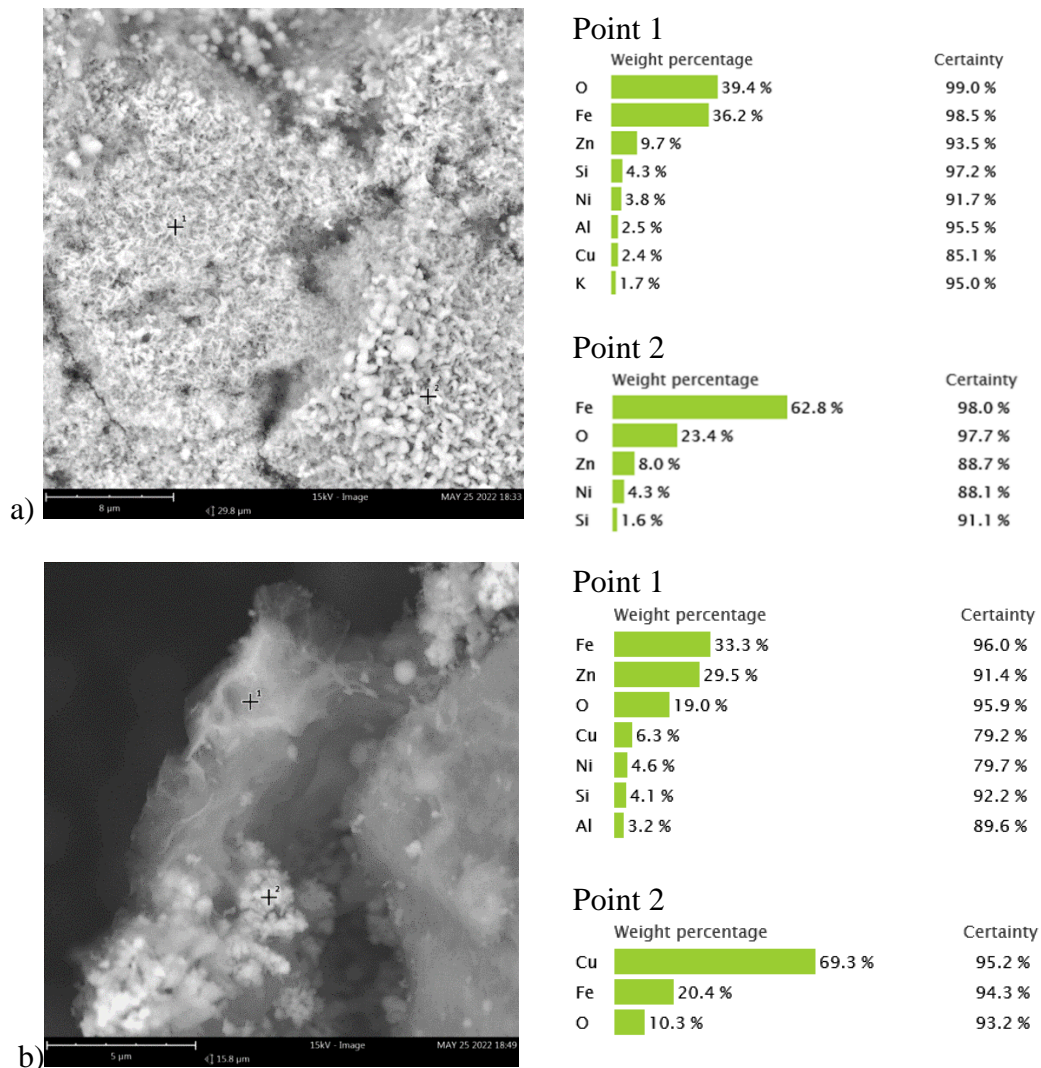 Point 1
Weight percentage Certainty
O 39.4 % 99.0 %
Fe 36.2 % 98.5 %
Zn 9.7 % 93.5 %
Si 4.3 % 97.2 %
Ni 3.8 % 91.7 %
Al 2.5 % 95.5 %
Cu 2.4 % 85.1 %
K 1.7 % 95.0 %
1
2
Point 2
Weight percentage Certainty
Fe 62.8 % 98.0 %
O 23.4 % 97.7 %
Zn 8.0 % 88.7 %
Ni 4.3 % 88.1 %
Si 1.6 % 91.1 %
15kV - Image MAY 25 2022 18:33
8 µm 29.8 µm
a)
Point 1
Weight percentage Certainty
Fe 33.3 % 96.0 %
Zn 29.5 % 91.4 %
O 19.0 % 95.9 %
Cu 6.3 % 79.2 %
Ni 4.6 % 79.7 %
Si 4.1 % 92.2 %
Al 3.2 % 89.6 %
1
2
Point 2
Weight percentage Certainty
Cu 69.3 % 95.2 %
Fe 20.4 % 94.3 %
O 10.3 % 93.2 %
15kV - Image MAY 25 2022 18:49
5 µm 15.8 µm
b)